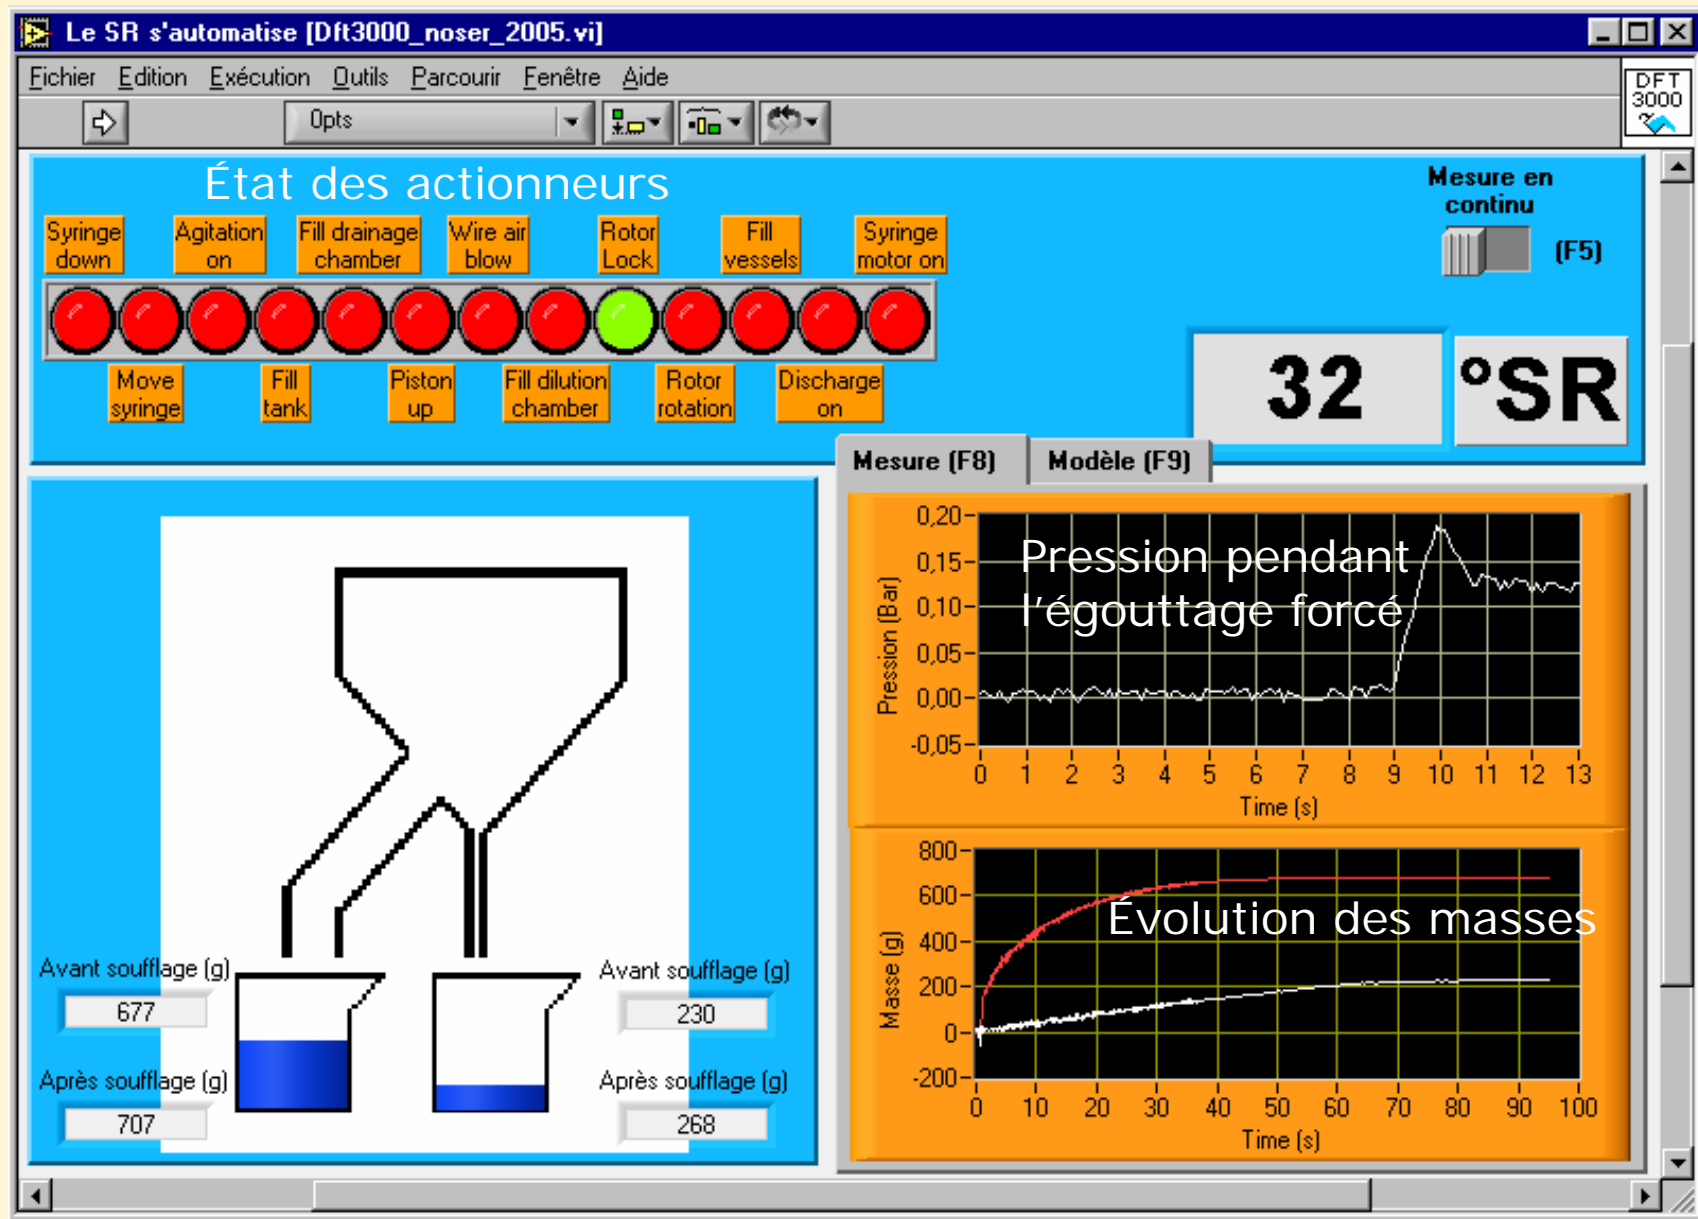 Le SR s'automatise [Dft3000_noser_2005.vi]
Fichier Edition Exécution Outils Parcourir Fenêtre Aide
DFT
3000
Opts
État des actionneurs
Mesure en
continu
(F5)
Syringe
down
Agitation
on
Fill drainage
chamber
Wire air
blow
Rotor
Lock
Fill
vessels
Syringe
motor on
Move
syringe
Fill
tank
Piston
up
Fill dilution
chamber
Rotor
rotation
Discharge
on
32
°SR
Mesure (F8)
Modèle (F9)
Pression (Bar)
0,20
0,15
0,10
0,05
0,00
-0,05
Pression pendant
l'égouttage forcé
0 1 2 3 4 5 6 7 8 9 10 11 12 13
Time (s)
Masse (g)
800
600
400
200
0
-200
Évolution des masses
0 10 20 30 40 50 60 70 80 90 100
Time (s)
Avant soufflage (g)
677
Après soufflage (g)
707
Avant soufflage (g)
230
Après soufflage (g)
268